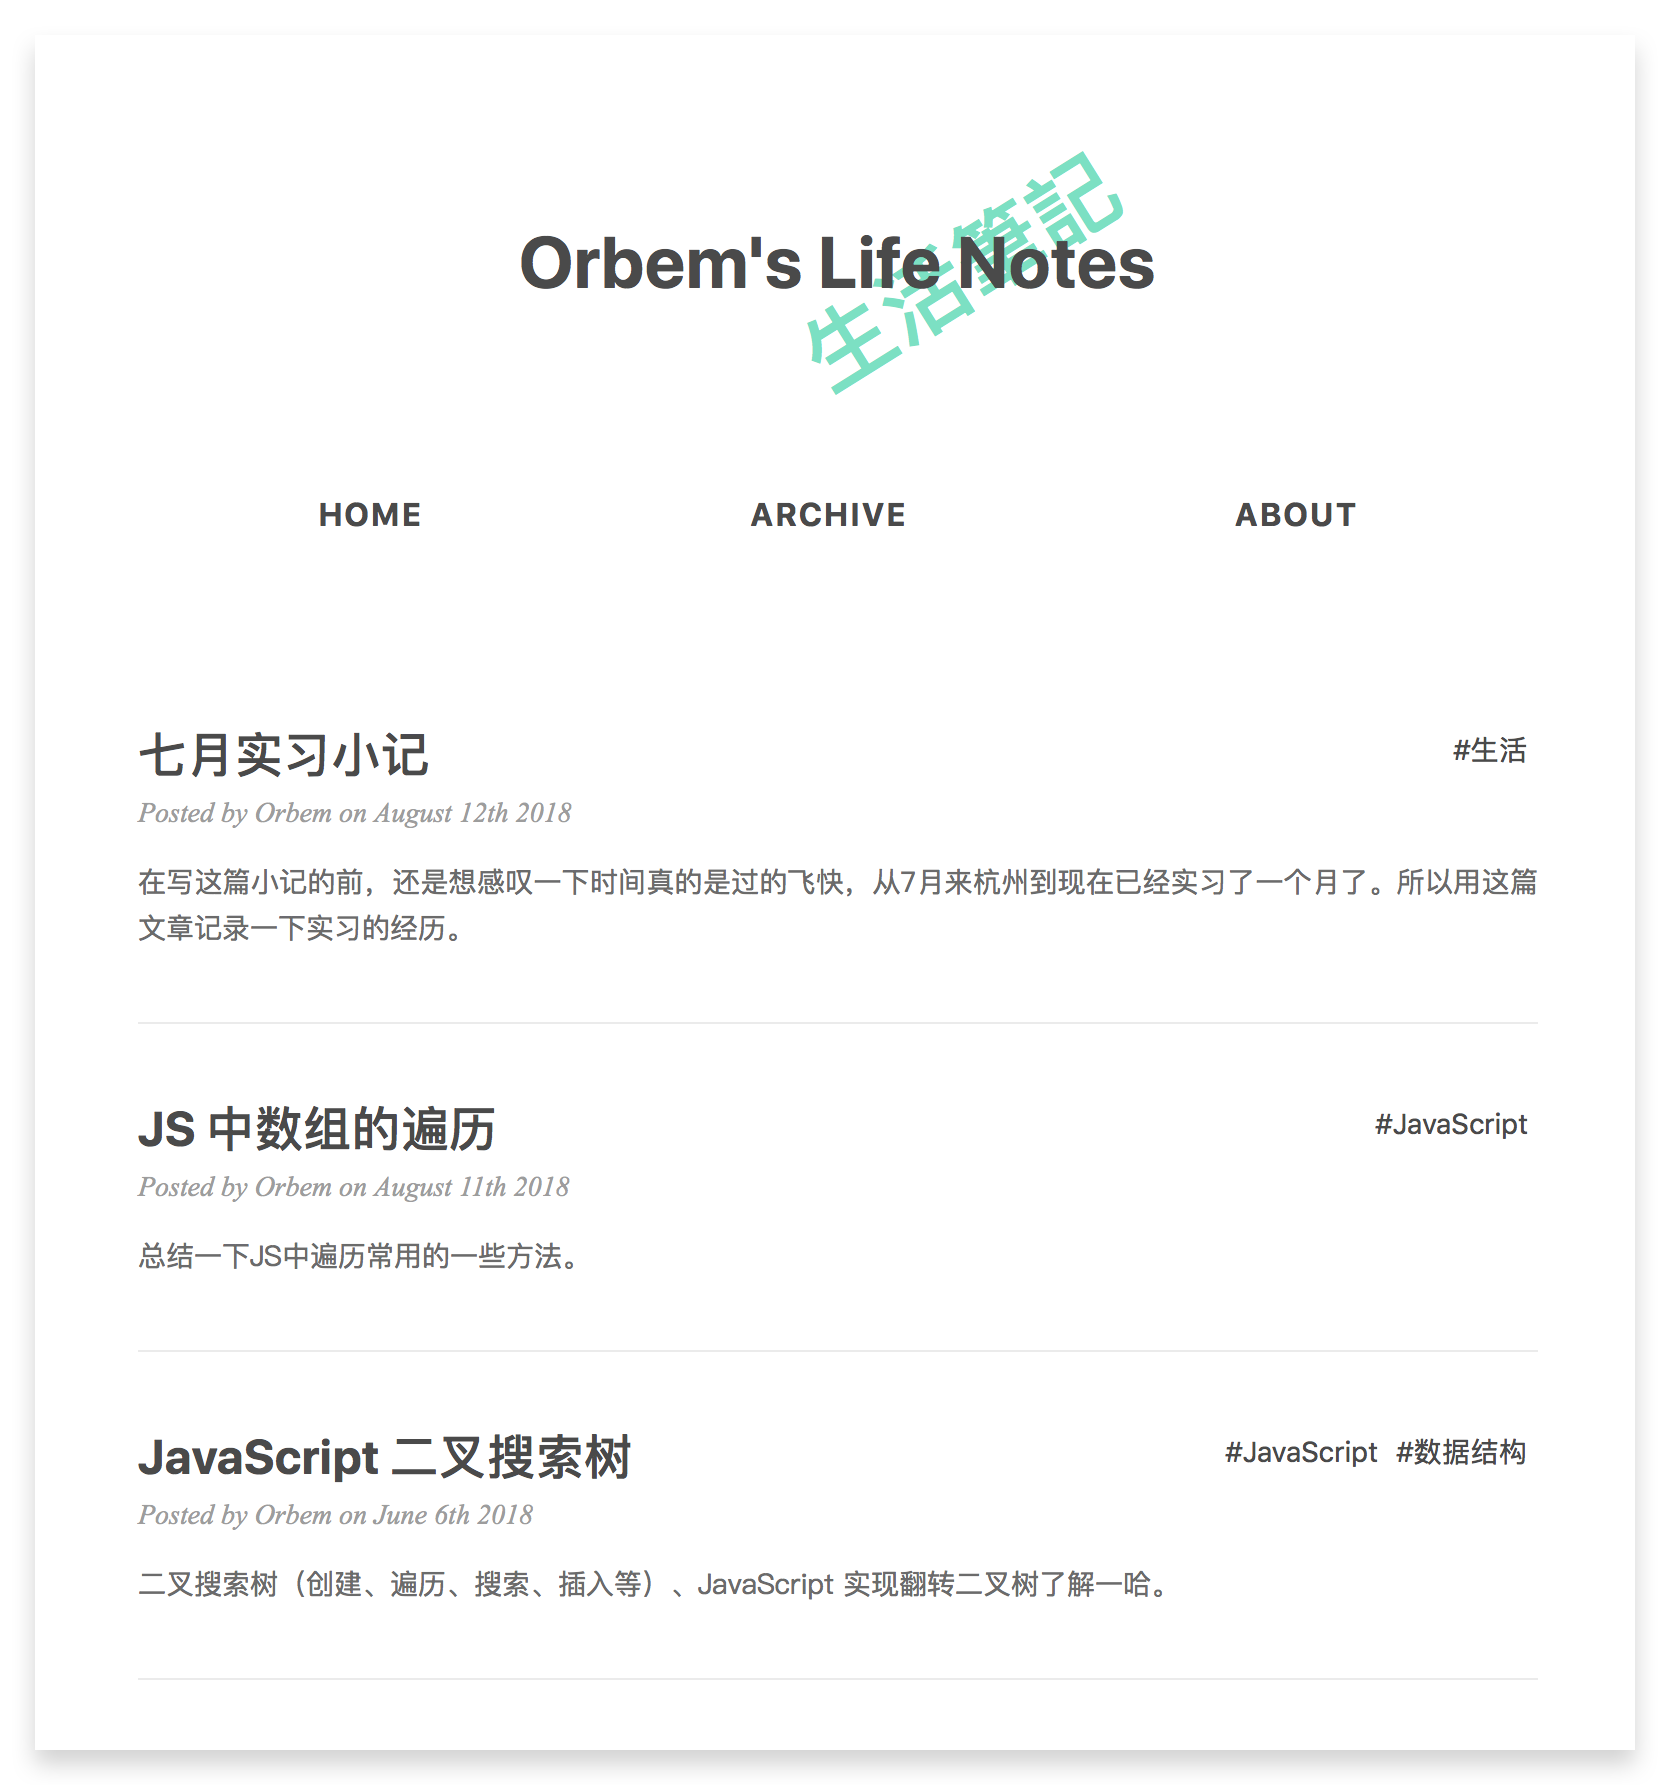 生活筆記
Orbem's Life Notes
HOME ARCHIVE ABOUT
七月实习小记 #生活
Posted by Orbem on August 12th 2018
在写这篇小记的前，还是想感叹一下时间真的是过的飞快，从7月来杭州到现在已经实习了一个月了。所以用这篇
文章记录一下实习的经历。
JS 中数组的遍历 #JavaScript
Posted by Orbem on August 11th 2018
总结一下JS中遍历常用的一些方法。
JavaScript 二叉搜索树 #JavaScript #数据结构
Posted by Orbem on June 6th 2018
二叉搜索树（创建、遍历、搜索、插入等）、JavaScript 实现翻转二叉树了解一哈。